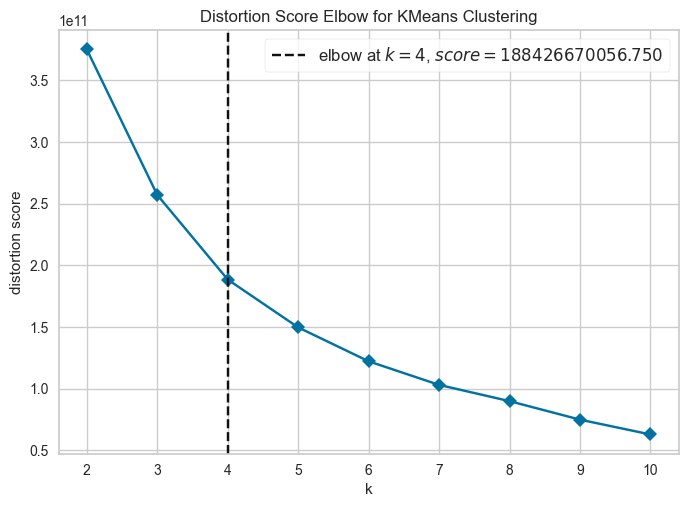 Distortion Score Elbow for KMeans Clustering
1e11
elbow at k = 4, score = 188426670056.750
3.5
3.0
2.5
2.0
1.5
1.0
0.5
distortion score
2 3 4 5 6 7 8 9 10
k